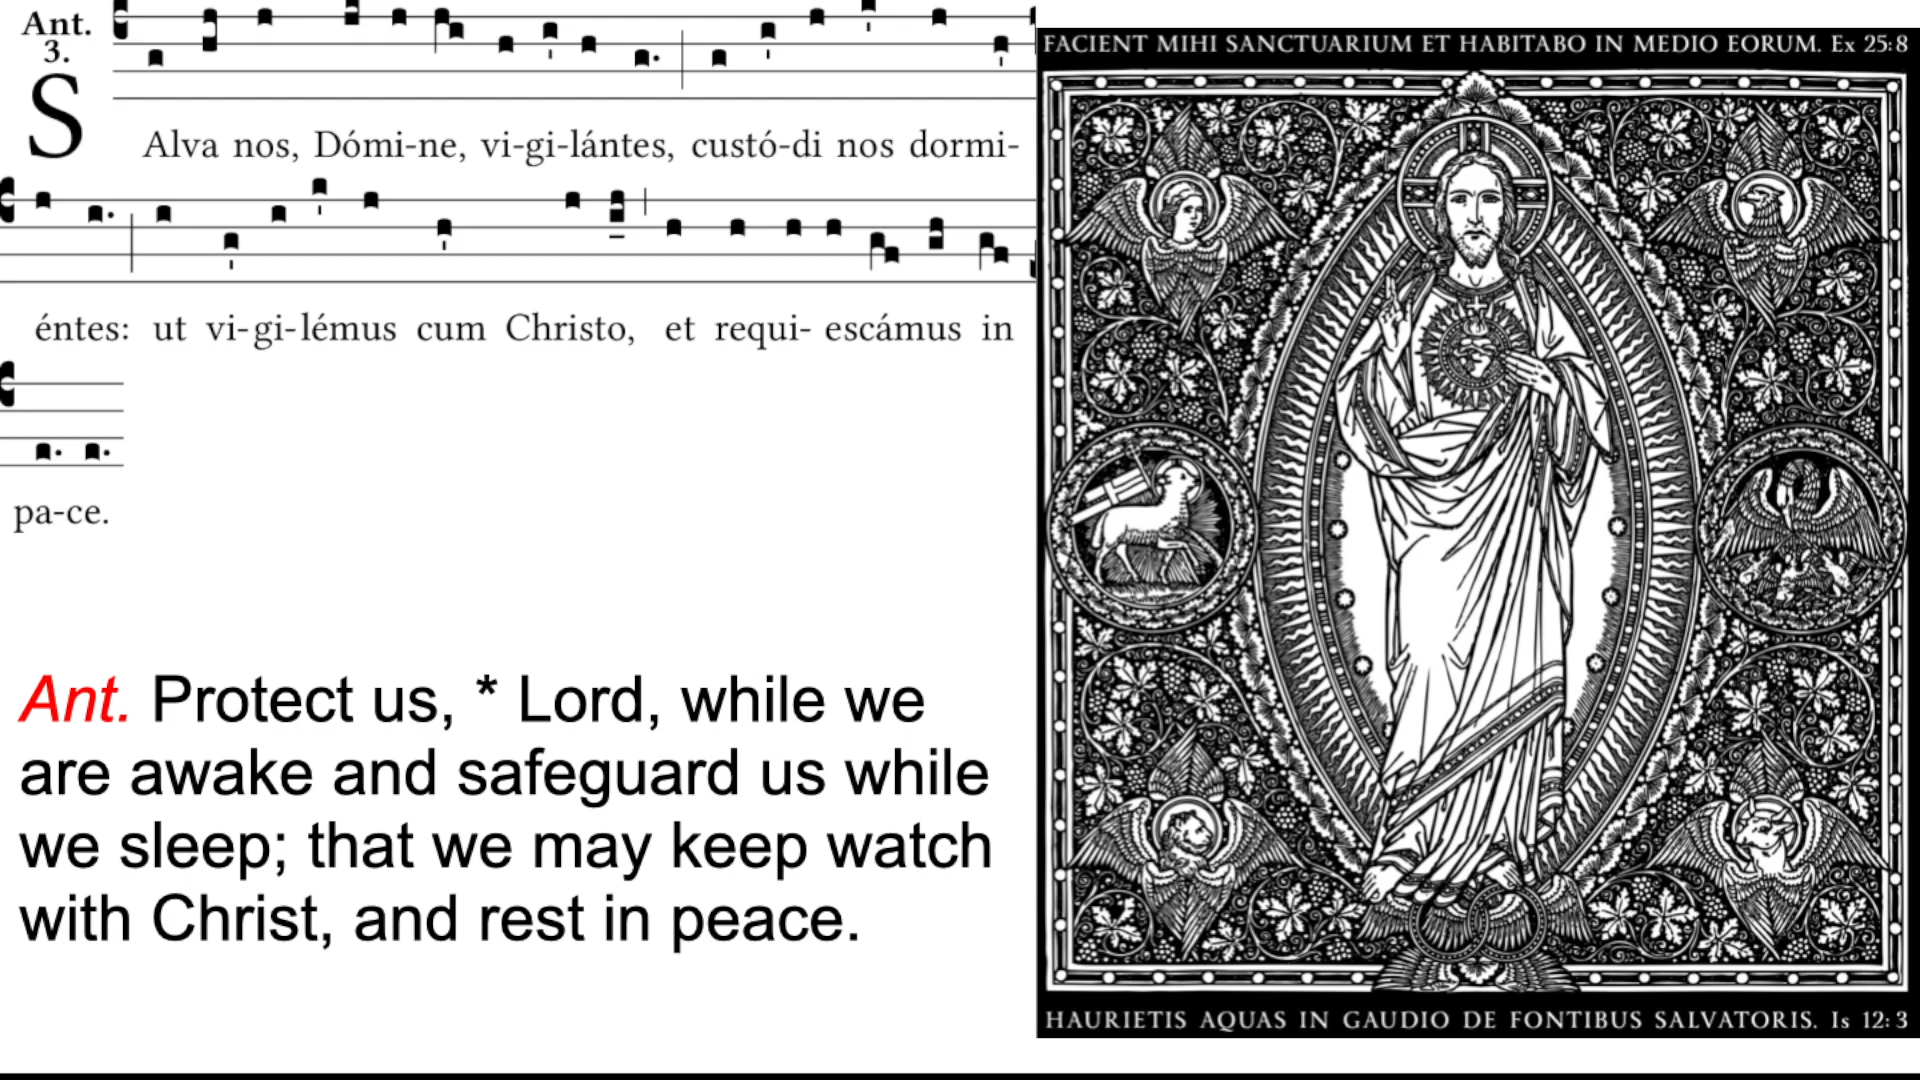 Ant.
3.
SAlva nos, Dómi-ne, vi-gi-lántes, custó-di nos dormi-
éntes: ut vi-gi-lémus cum Christo, et requi- escámus in
pa-ce.
Ant. Protect us, * Lord, while we
are awake and safeguard us while
we sleep; that we may keep watch
with Christ, and rest in peace.
FACIENT MIHI SANCTUARIUM ET HABITABO IN MEDIO EORUM. Ex 25:8
HAURIETIS AQUAS IN GAUDIO DE FONTIBUS SALVATORIS. Is 12:3